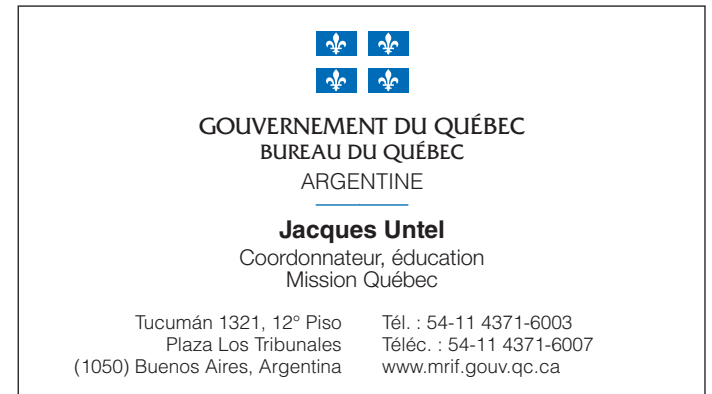 GOUVERNEMENT DU QUÉBEC
BUREAU DU QUÉBEC
ARGENTINE
Jacques Untel
Coordonnateur, éducation
Mission Québec
Tucumán 1321, 12° Piso
Plaza Los Tribunales
(1050) Buenos Aires, Argentina
Tél. : 54-11 4371-6003
Téléc. : 54-11 4371-6007
www.mrif.gouv.qc.ca